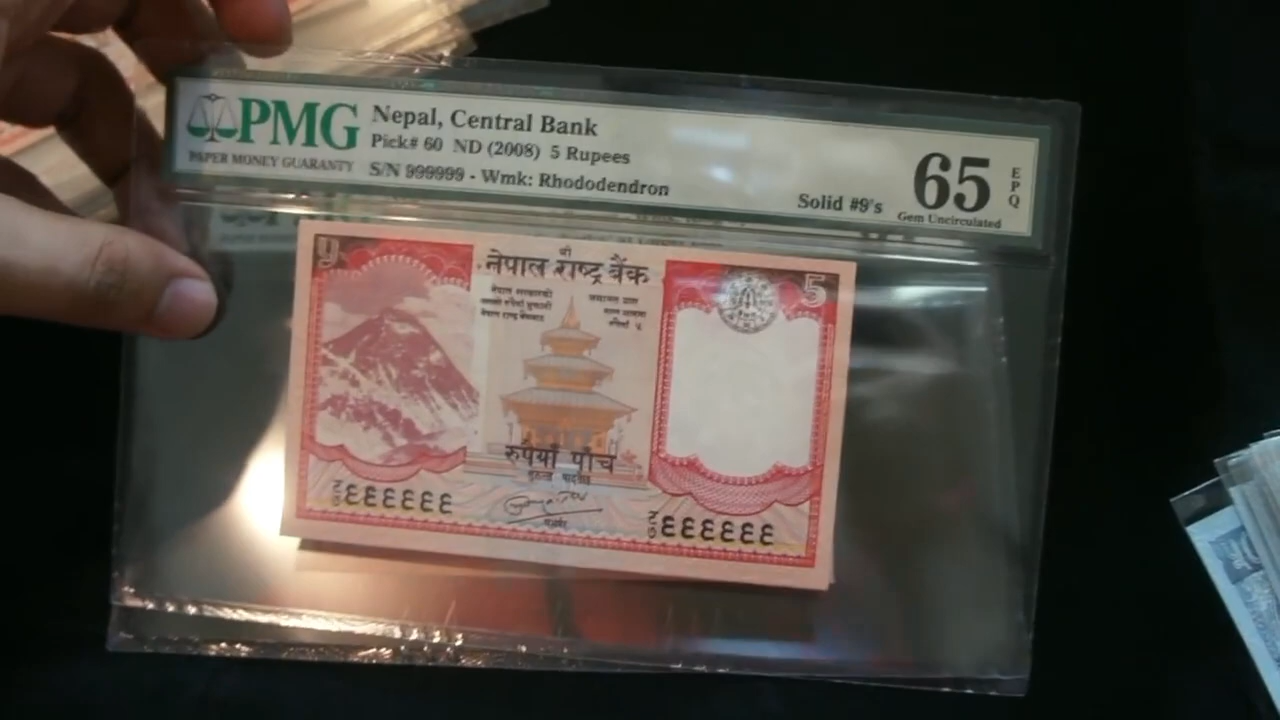 PMG
PAPER MONEY GUARANTY
Nepal, Central Bank
Pick# 60 ND (2008) 5 Rupees
S/N 999999 - Wmk: Rhododendron
Solid #9's
65
EPQ
Gem Uncirculated
५
श्री
नेपाल राष्ट्र बैंक
5
रुपैयाँ पाँच
९९९९९९
९९९९९९